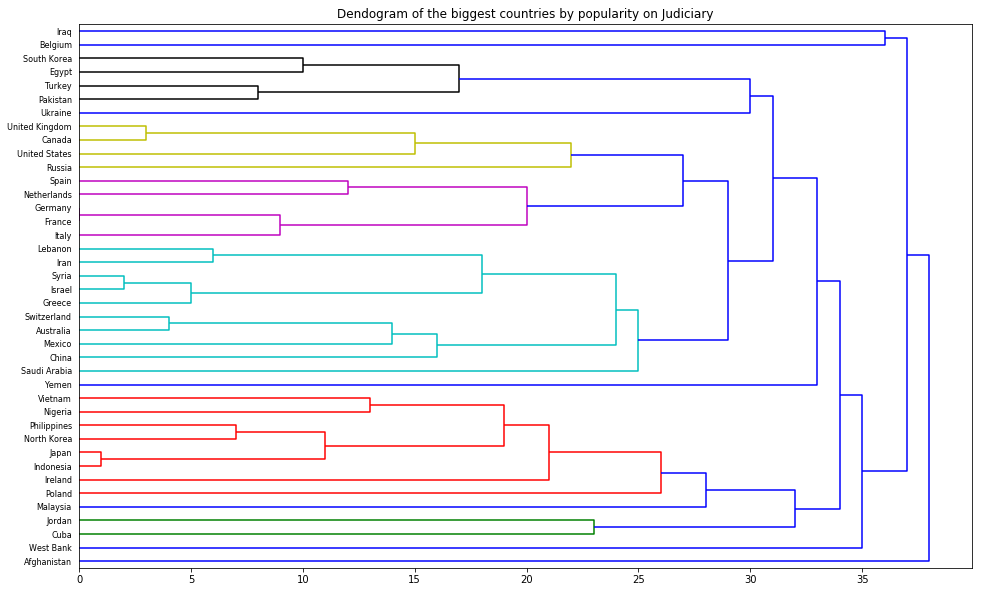 Dendogram of the biggest countries by popularity on Judiciary
Iraq
Belgium
South Korea
Egypt
Turkey
Pakistan
Ukraine
United Kingdom
Canada
United States
Russia
Spain
Netherlands
Germany
France
Italy
Lebanon
Iran
Syria
Israel
Greece
Switzerland
Australia
Mexico
China
Saudi Arabia
Yemen
Vietnam
Nigeria
Philippines
North Korea
Japan
Indonesia
Ireland
Poland
Malaysia
Jordan
Cuba
West Bank
Afghanistan
0 5 10 15 20 25 30 35